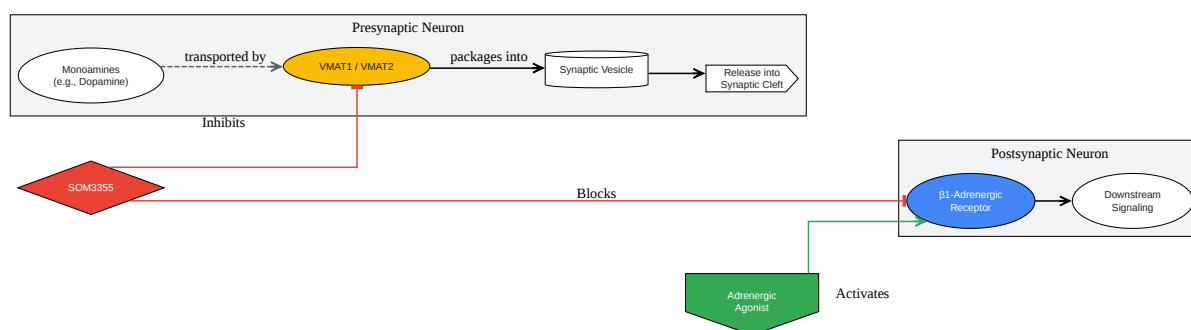 Presynaptic Neuron
Monoamines
(e.g., Dopamine)
transported by
VMAT1 / VMAT2
packages into
Synaptic Vesicle
Release into
Synaptic Cleft
Inhibits
SOM3355
Blocks
Postsynaptic Neuron
β1-Adrenergic
Receptor
Downstream
Signaling
Adrenergic
Agonist
Activates